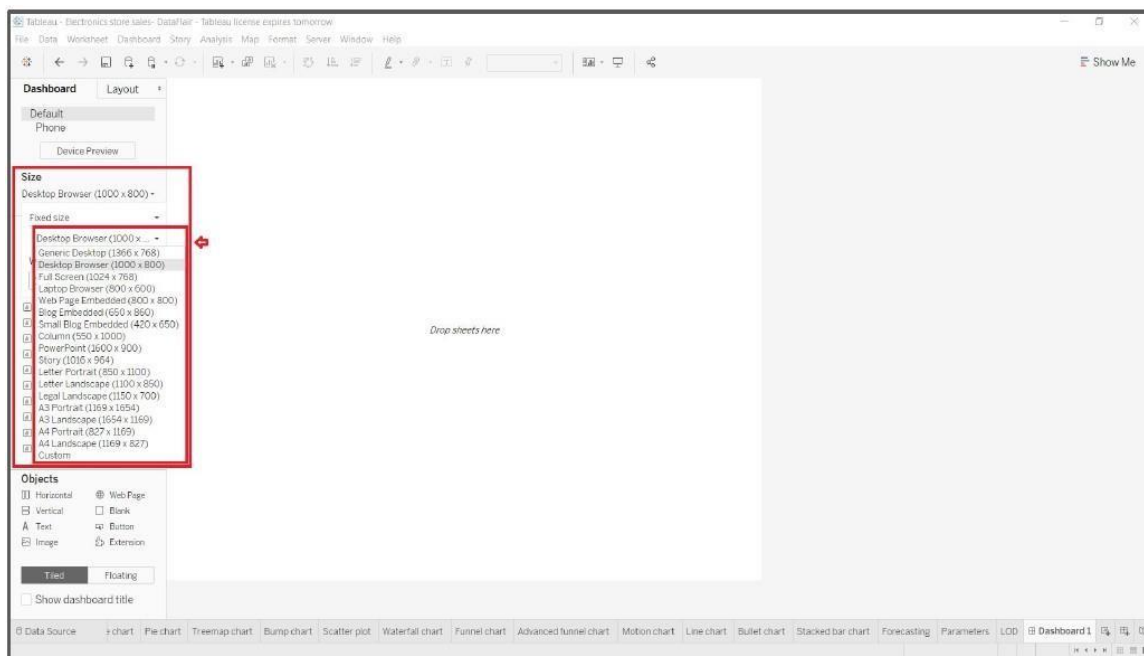 Tableau - Electronics store sales- DataFlair - Tableau license expires tomorrow
File Data Worksheet Dashboard Story Analysis Map Format Server Window Help
Show Me
Dashboard Layout
Default
Phone
Device Preview
Size
Desktop Browser (1000 x 800)
Fixed size
Desktop Browser (1000 x ...
Generic Desktop (1366 x 768)
Desktop Browser (1000 x 800)
Full Screen (1024 x 768)
Laptop Browser (800 x 600)
Web Page Embedded (800 x 800)
Blog Embedded (650 x 860)
Small Blog Embedded (420 x 650)
Column (550 x 1000)
PowerPoint (1600 x 900)
Story (1016 x 964)
Letter Portrait (850 x 1100)
Letter Landscape (1100 x 850)
Legal Landscape (1150 x 700)
A3 Portrait (1169 x 1654)
A3 Landscape (1654 x 1169)
A4 Portrait (827 x 1169)
A4 Landscape (1169 x 827)
Custom
Drop sheets here
Objects
Horizontal Web Page
Vertical Blank
A Text Button
Image Extension
Tiled Floating
Show dashboard title
Data Source chart Pie chart Treemap chart Bump chart Scatter plot Waterfall chart Funnel chart Advanced funnel chart Motion chart Line chart Bullet chart Stacked bar chart Forecasting Parameters LOD Dashboard 1